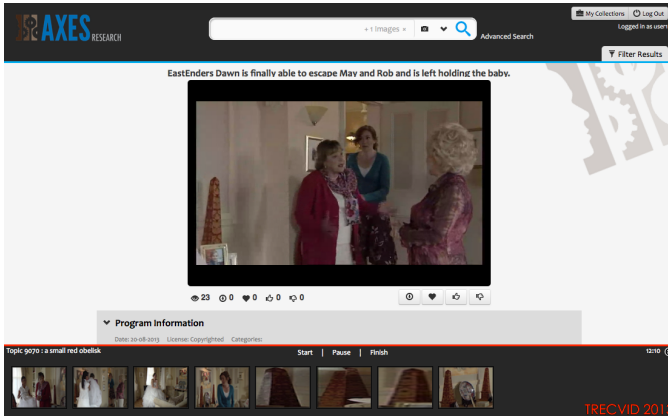 My Collections Log Out
AXES RESEARCH
+ 1 images ×
Advanced Search
Logged in as user1
Filter Results
EastEnders Dawn is finally able to escape May and Rob and is left holding the baby.
23 0 0 0 0
Program Information
Date: 20-08-2013 License: Copyrighted Categories:
Topic 9070 : a small red obelisk
Start | Pause | Finish
12:10
TRECVID 201